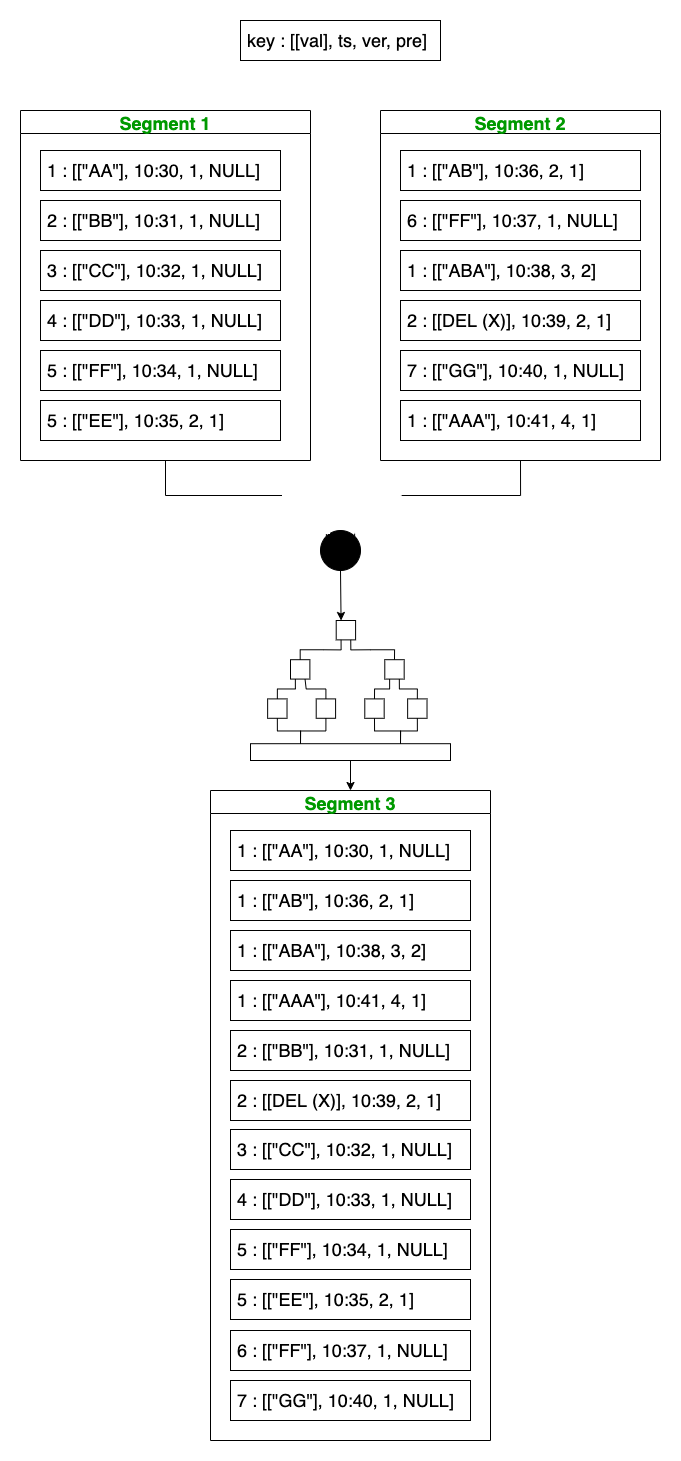 key : [[val], ts, ver, pre]
Segment 1
1 : [["AA"], 10:30, 1, NULL]
2 : [["BB"], 10:31, 1, NULL]
3 : [["CC"], 10:32, 1, NULL]
4 : [["DD"], 10:33, 1, NULL]
5 : [["FF"], 10:34, 1, NULL]
5 : [["EE"], 10:35, 2, 1]
Segment 2
1 : [["AB"], 10:36, 2, 1]
6 : [["FF"], 10:37, 1, NULL]
1 : [["ABA"], 10:38, 3, 2]
2 : [[DEL (X)], 10:39, 2, 1]
7 : [["GG"], 10:40, 1, NULL]
1 : [["AAA"], 10:41, 4, 1]
Segment 3
1 : [["AA"], 10:30, 1, NULL]
1 : [["AB"], 10:36, 2, 1]
1 : [["ABA"], 10:38, 3, 2]
1 : [["AAA"], 10:41, 4, 1]
2 : [["BB"], 10:31, 1, NULL]
2 : [[DEL (X)], 10:39, 2, 1]
3 : [["CC"], 10:32, 1, NULL]
4 : [["DD"], 10:33, 1, NULL]
5 : [["FF"], 10:34, 1, NULL]
5 : [["EE"], 10:35, 2, 1]
6 : [["FF"], 10:37, 1, NULL]
7 : [["GG"], 10:40, 1, NULL]